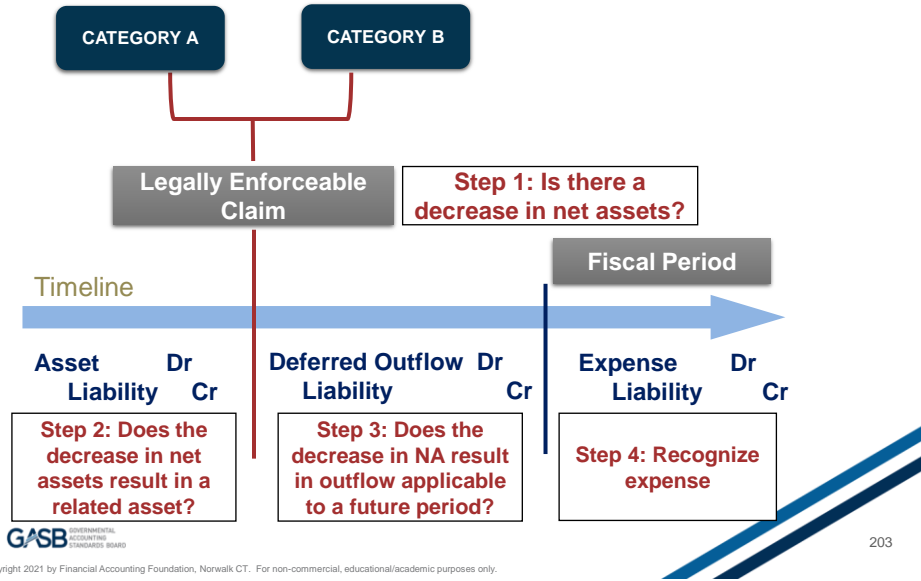 CATEGORY A
CATEGORY B
Legally Enforceable
Claim
Step 1: Is there a
decrease in net assets?
Fiscal Period
Timeline
Asset Dr
Liability Cr
Deferred Outflow Dr
Liability Cr
Expense Dr
Liability Cr
Step 2: Does the
decrease in net
assets result in a
related asset?
Step 3: Does the
decrease in NA result
in outflow applicable
to a future period?
Step 4: Recognize
expense
GASB
GOVERNMENTAL
ACCOUNTING
STANDARDS BOARD
203
yright 2021 by Financial Accounting Foundation, Norwalk CT. For non-commercial, educational/academic purposes only.